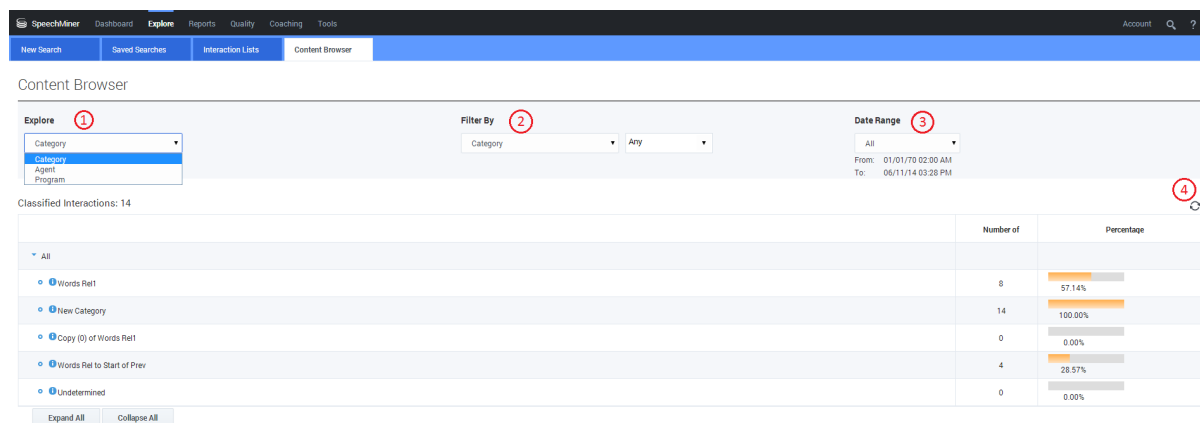 SpeechMiner Dashboard Explore Reports Quality Coaching Tools Account ?
New Search Saved Searches Interaction Lists Content Browser
Content Browser
Explore 1 Filter By 2 Date Range 3
Category Category Any All
Category
Agent
Program
From: 01/01/70 02:00 AM
To: 06/11/14 03:28 PM
4
Classified Interactions: 14
Number of Percentage
All
Words Rel1 8 57.14%
New Category 14 100.00%
Copy (0) of Words Rel1 0 0.00%
Words Rel to Start of Prev 4 28.57%
Undetermined 0 0.00%
Expand All Collapse All